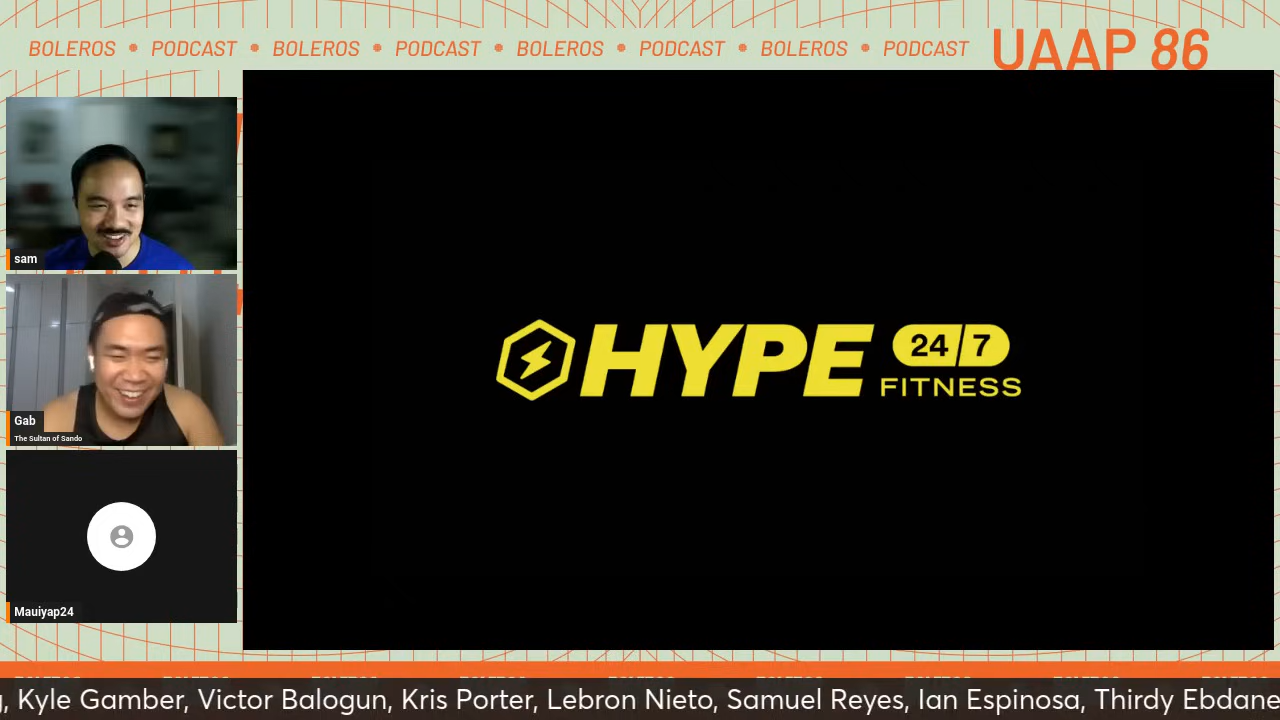 BOLEROS • PODCAST • BOLEROS • PODCAST • BOLEROS • PODCAST • BOLEROS • PODCAST
UAAP 86
sam
Gab
The Sultan of Sando
Mauiyap24
HYPE 24/7
FITNESS
, Kyle Gamber, Victor Balogun, Kris Porter, Lebron Nieto, Samuel Reyes, Ian Espinosa, Thirdy Ebdane